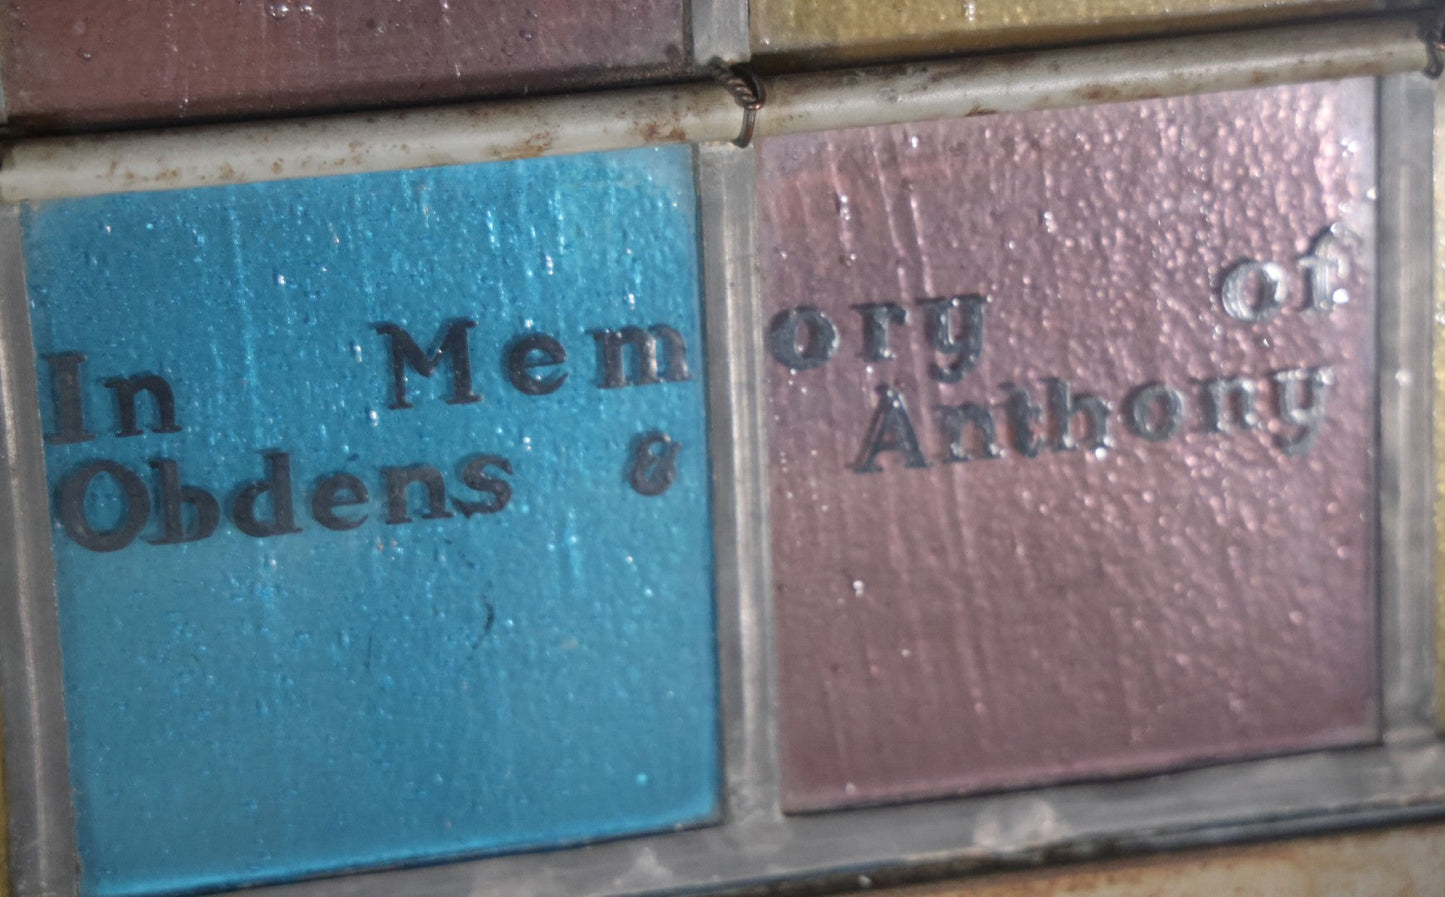 In Memory of
Obdens & Anthony